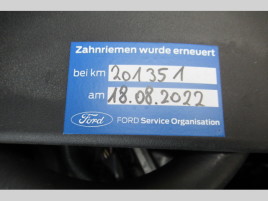 Zahnriemen wurde erneuert
bei km 201351
am 18.08.2022
Ford FORD Service Organisation